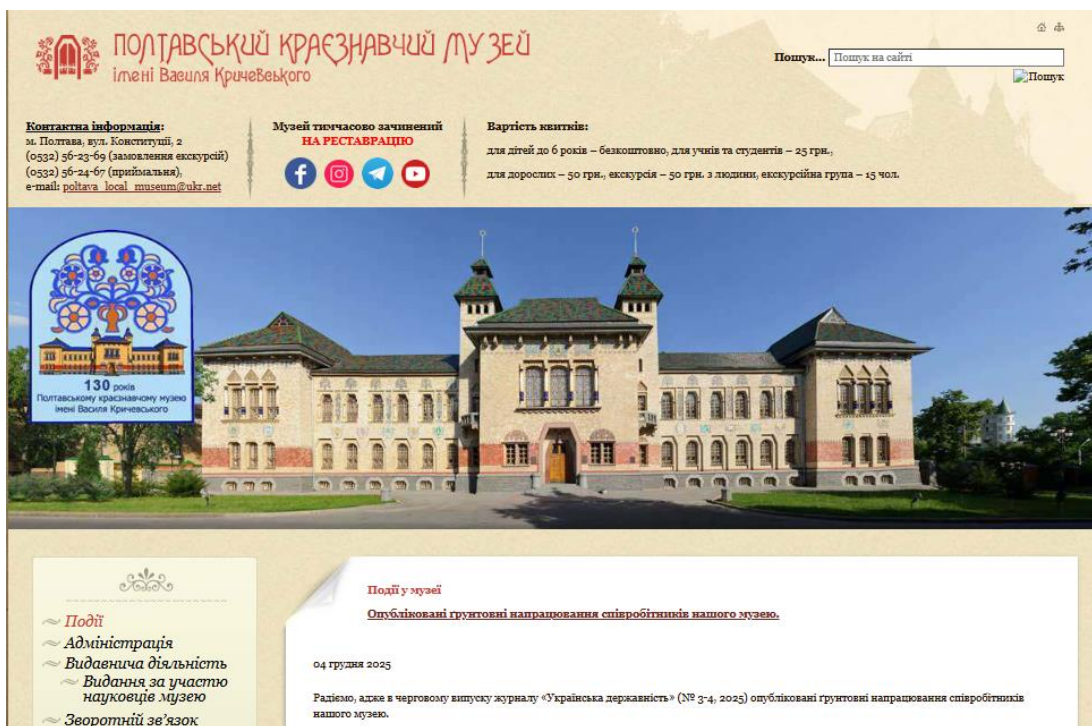 ПОЛТАВСЬКИЙ КРАЄЗНАВЧИЙ МУЗЕЙ
імені Василя Кричевського
Пошук... Пошук на сайті
Пошук
Контактна інформація:
м. Полтава, вул. Конституції, 2
(0532) 56-23-69 (замовлення екскурсій)
(0532) 56-24-67 (приймальня),
e-mail: poltava_local_museum@ukr.net
Музей тимчасово зачинений
НА РЕСТАВРАЦІЮ
Вартість квитків:
для дітей до 6 років – безкоштовно, для учнів та студентів – 25 грн.,
для дорослих – 50 грн., екскурсія – 50 грн. з людини, екскурсійна група – 15 чол.
130 років
Полтавському краєзнавчому музею
імені Василя Кричевського
Події
Адміністрація
Видавнича діяльність
Видання за участю
науковців музею
Зворотній зв'язок
Події у музеї
Опубліковані ґрунтовні напрацювання співробітників нашого музею.
04 грудня 2025
Радіємо, адже в черговому випуску журналу «Українська державність» (№ 3-4, 2025) опубліковані ґрунтовні напрацювання співробітників
нашого музею.